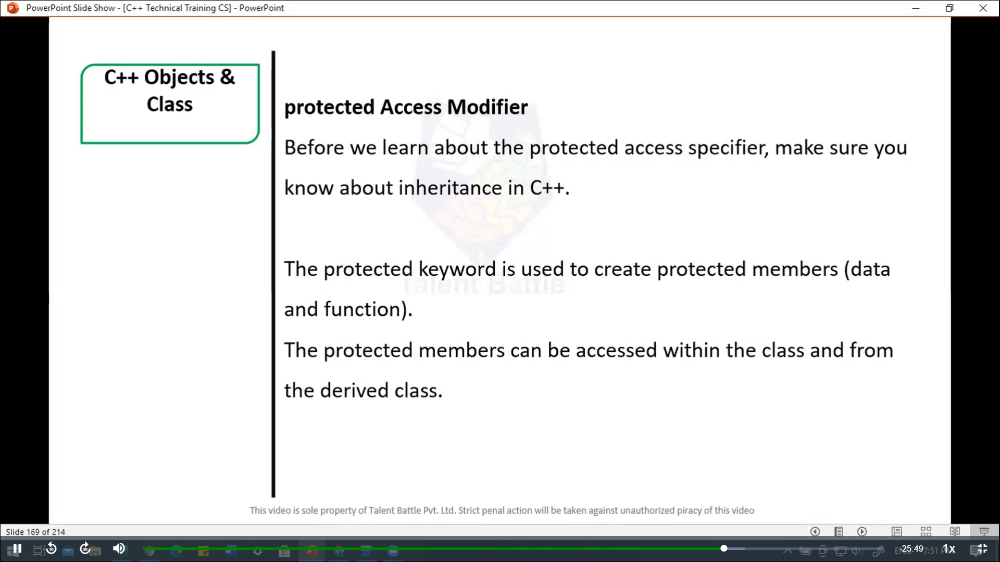 PowerPoint Slide Show - [C++ Technical Training CS] - PowerPoint
C++ Objects &
Class
protected Access Modifier
Before we learn about the protected access specifier, make sure you
know about inheritance in C++.
The protected keyword is used to create protected members (data
and function).
Talent Battle
The protected members can be accessed within the class and from
the derived class.
This video is sole property of Talent Battle Pvt. Ltd. Strict penal action will be taken against unauthorized piracy of this video
Slide 169 of 214
10
30
-25:49
1x
7:51